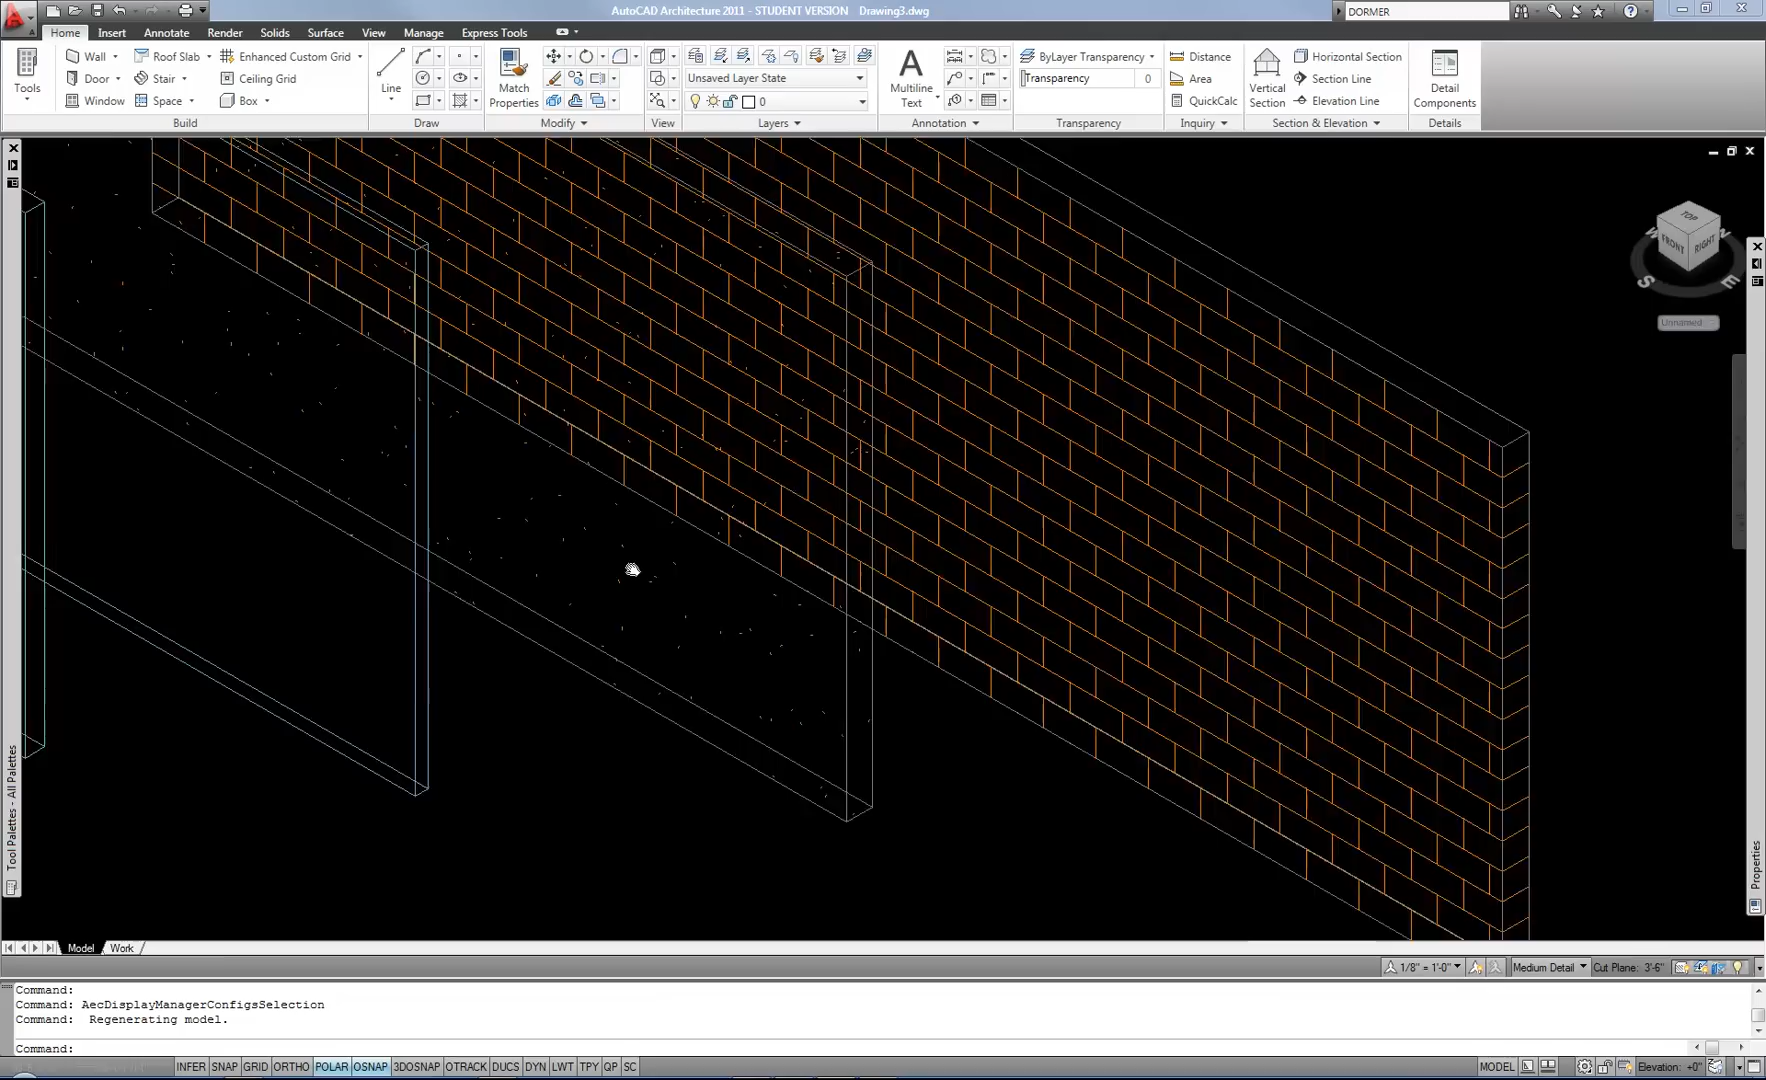 AutoCAD Architecture 2011 - STUDENT VERSION Drawing3.dwg
DORMER
Home Insert Annotate Render Solids Surface View Manage Express Tools
Wall Roof Slab Enhanced Custom Grid
Door Stair Ceiling Grid
Window Space Box
Tools
Line
Match Properties
Unsaved Layer State
0
Multiline Text
ByLayer Transparency
Transparency 0
Distance
Area
QuickCalc
Vertical Section
Horizontal Section
Section Line
Elevation Line
Detail Components
Build Draw Modify View Layers Annotation Transparency Inquiry Section & Elevation Details
TOP
FRONT
RIGHT
S
E
Unnamed
Tool Palettes - All Palettes
Properties
Model Work
1/8" = 1'-0" Medium Detail Cut Plane: 3'-6"
Command:
Command: AecDisplayManagerConfigsSelection
Command: Regenerating model.
Command:
INFER SNAP GRID ORTHO POLAR OSNAP 3DOSNAP OTRACK DUCS DYN LWT TPY QP SC
MODEL Elevation: +0"